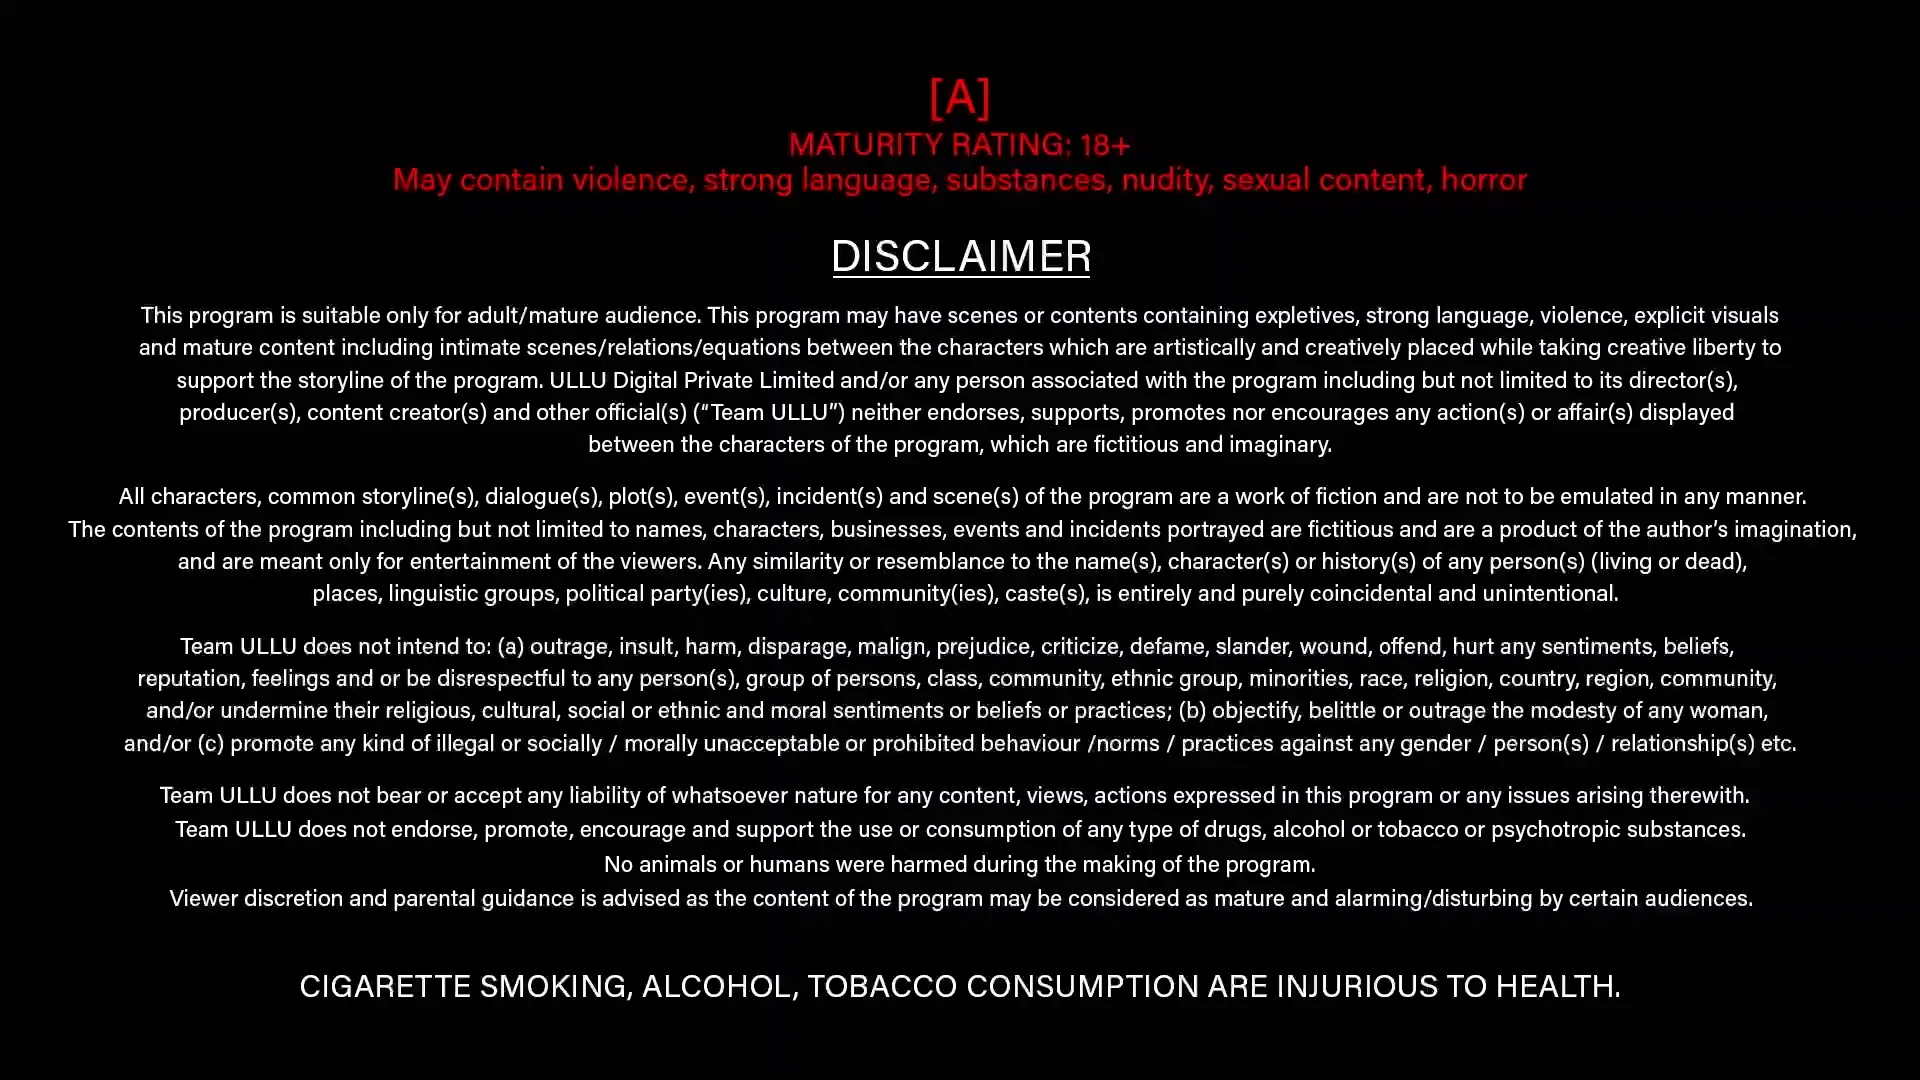 [A]
MATURITY RATING: 18+
May contain violence, strong language, substances, nudity, sexual content, horror
DISCLAIMER
This program is suitable only for adult/mature audience. This program may have scenes or contents containing expletives, strong language, violence, explicit visuals
and mature content including intimate scenes/relations/equations between the characters which are artistically and creatively placed while taking creative liberty to
support the storyline of the program. ULLU Digital Private Limited and/or any person associated with the program including but not limited to its director(s),
producer(s), content creator(s) and other official(s) (“Team ULLU”) neither endorses, supports, promotes nor encourages any action(s) or affair(s) displayed
between the characters of the program, which are fictitious and imaginary.
All characters, common storyline(s), dialogue(s), plot(s), event(s), incident(s) and scene(s) of the program are a work of fiction and are not to be emulated in any manner.
The contents of the program including but not limited to names, characters, businesses, events and incidents portrayed are fictitious and are a product of the author’s imagination,
and are meant only for entertainment of the viewers. Any similarity or resemblance to the name(s), character(s) or history(s) of any person(s) (living or dead),
places, linguistic groups, political party(ies), culture, community(ies), caste(s), is entirely and purely coincidental and unintentional.
Team ULLU does not intend to: (a) outrage, insult, harm, disparage, malign, prejudice, criticize, defame, slander, wound, offend, hurt any sentiments, beliefs,
reputation, feelings and or be disrespectful to any person(s), group of persons, class, community, ethnic group, minorities, race, religion, country, region, community,
and/or undermine their religious, cultural, social or ethnic and moral sentiments or beliefs or practices; (b) objectify, belittle or outrage the modesty of any woman,
and/or (c) promote any kind of illegal or socially / morally unacceptable or prohibited behaviour /norms / practices against any gender / person(s) / relationship(s) etc.
Team ULLU does not bear or accept any liability of whatsoever nature for any content, views, actions expressed in this program or any issues arising therewith.
Team ULLU does not endorse, promote, encourage and support the use or consumption of any type of drugs, alcohol or tobacco or psychotropic substances.
No animals or humans were harmed during the making of the program.
Viewer discretion and parental guidance is advised as the content of the program may be considered as mature and alarming/disturbing by certain audiences.
CIGARETTE SMOKING, ALCOHOL, TOBACCO CONSUMPTION ARE INJURIOUS TO HEALTH.